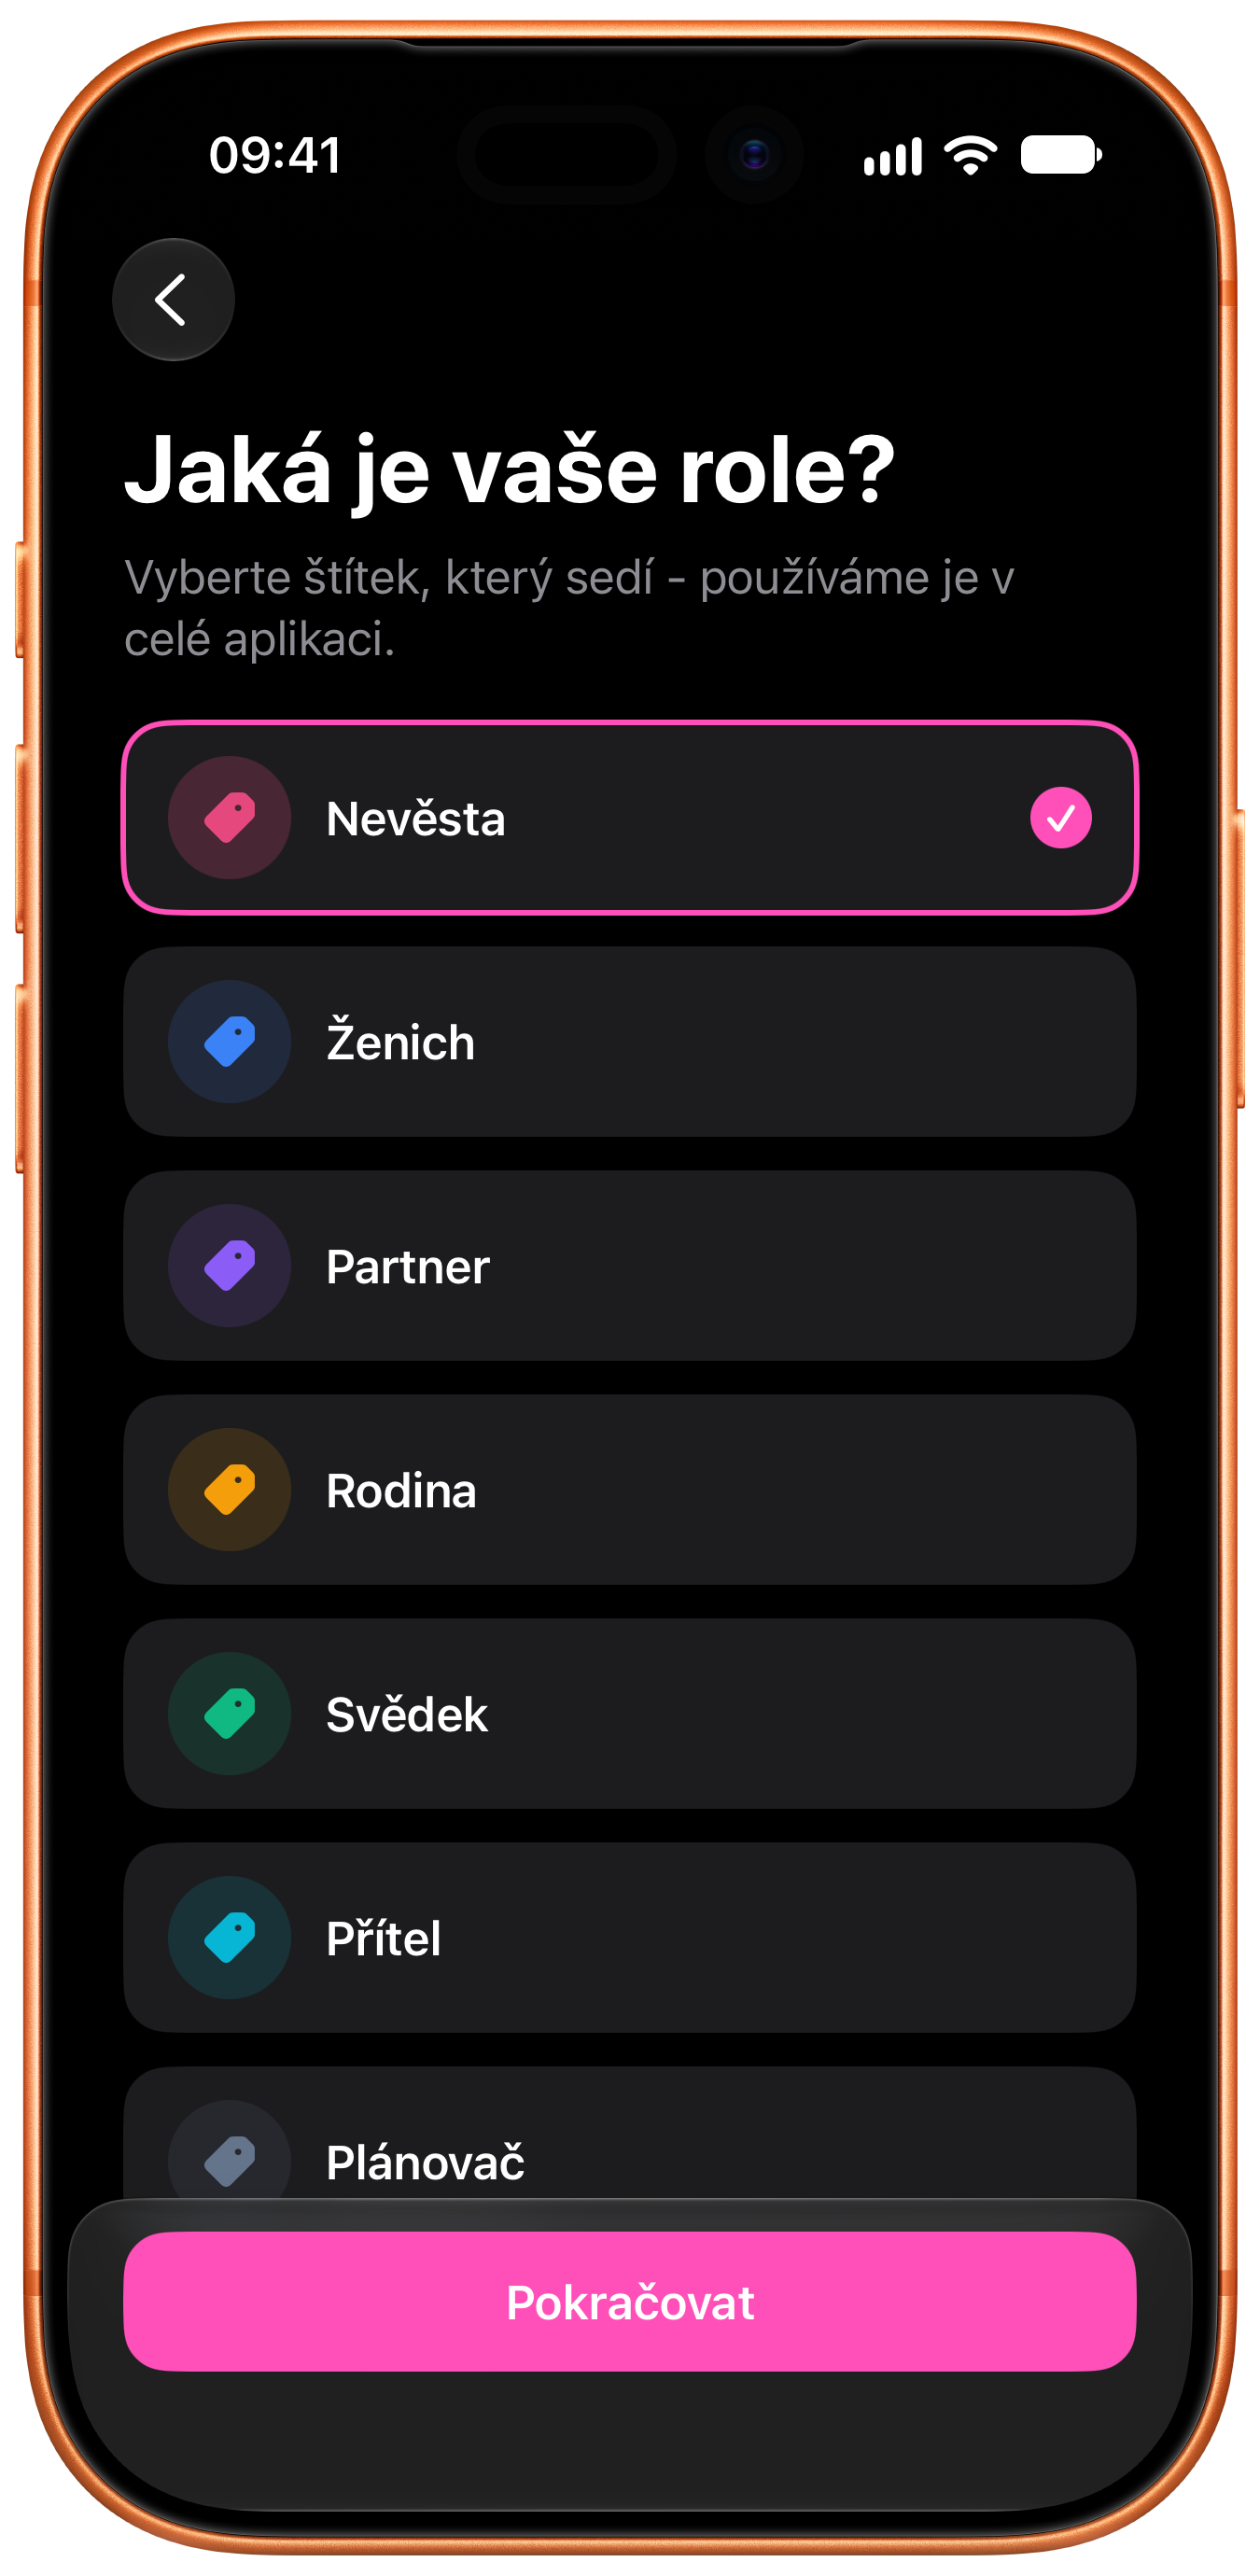 09:41
Jaká je vaše role?
Vyberte štítek, který sedí - používáme je v
celé aplikaci.
Nevěsta
Ženich
Partner
Rodina
Svědek
Přítel
Plánovač
Pokračovat